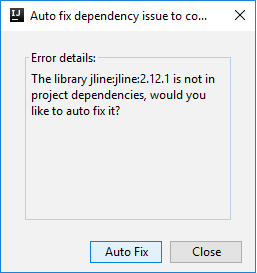 IJ Auto fix dependency issue to co...
Error details:
The library jline:jline:2.12.1 is not in
project dependencies, would you
like to auto fix it?
Auto Fix Close